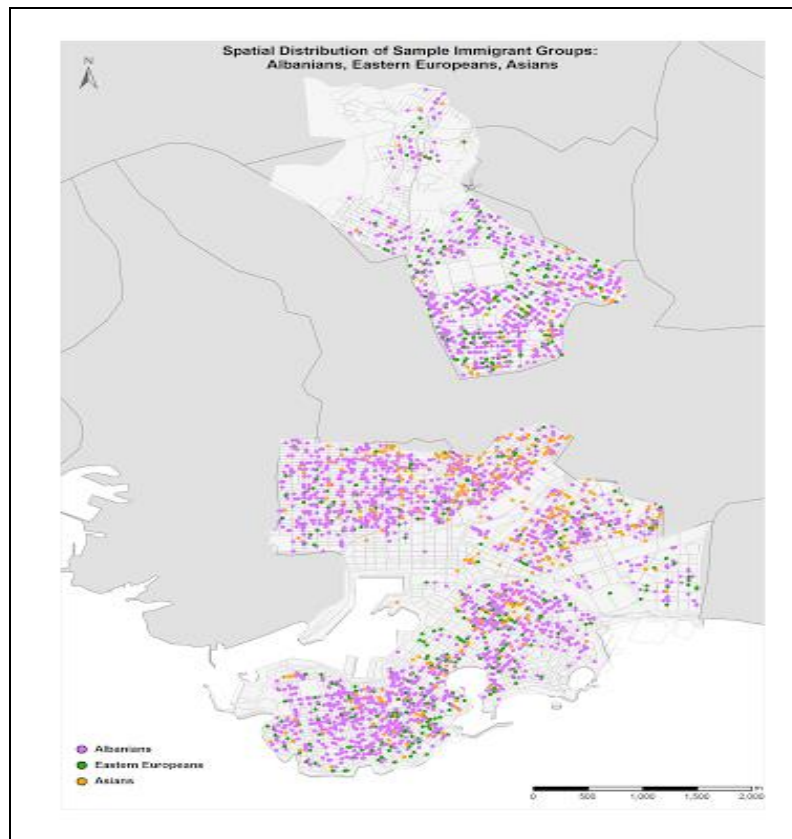 Spatial Distribution of Sample Immigrant Groups:
Albanians, Eastern Europeans, Asians
N
Albanians
Eastern Europeans
Asians
0 500 1,000 1,500 2,000